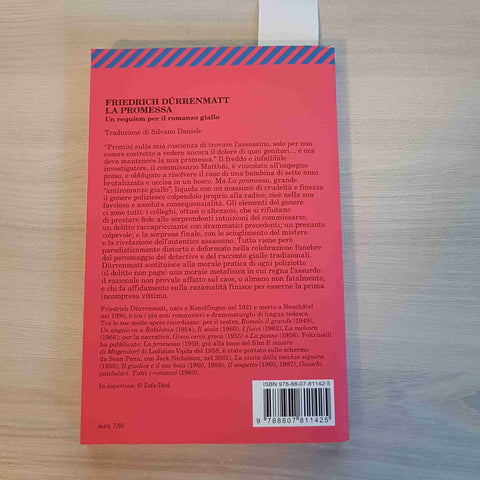 FRIEDRICH DÜRRENMATT
LA PROMESSA
Un requiem per il romanzo giallo
Traduzione di Silvano Daniele
"Promisi sulla mia coscienza di trovare l'assassino, solo per non
essere costretto a vedere ancora il dolore di quei genitori... e ora
devo mantenere la mia promessa." Il freddo e infallibile
investigatore, il commissario Matthäi, è vincolato all'impegno
preso, e obbligato a risolvere il caso di una bambina di sette anni
brutalizzata e uccisa in un bosco. Ma La promessa, grande
"antiromanzo giallo", liquida con un massimo di crudeltà e finezza
il genere poliziesco colpendolo proprio alla radice, cioè nella sua
favolosa e assoluta consequenzialità. Gli elementi del genere
ci sono tutti: i colleghi, ottusi e altezzosi, che si rifiutano
di prestare fede alle sorprendenti intuizioni del commissario;
un delitto raccapricciante con drammatici precedenti; un presunto
colpevole; e la sorpresa finale, con lo scioglimento del mistero
e la rivelazione dell'autentico assassino. Tutto viene però
parodisticamente distorto e deformato nella celebrazione funebre
del personaggio del detective e del racconto giallo tradizionali.
Dürrenmatt sostituisce alla morale pratica di ogni poliziotto
(il delitto non paga) una morale metafisica in cui regna l'assurdo:
il razionale non prevale affatto sul caos, o almeno non fatalmente,
e chi fa affidamento sulla razionalità finisce per esserne la prima
incompresa vittima.
Friedrich Dürrenmatt, nato a Konolfingen nel 1921 e morto a Neuchâtel
nel 1990, è tra i più noti romanzieri e drammaturghi di lingua tedesca.
Tra le sue molte opere ricordiamo: per il teatro, Romolo il grande (1949),
Un angelo va a Babilonia (1954), Il socio (1960), I fisici (1962), La meteora
(1966); per la narrativa, Greco cerca greca (1955) e La panne (1956). Feltrinelli
ha pubblicato: La promessa (1959; già alla base del film Il mostro
di Mägendorf di Ladislao Vajda del 1958, è stato portato sullo schermo
da Sean Penn, con Jack Nicholson, nel 2001), La visita della vecchia signora
(1959), Il giudice e il suo boia (1960, 1986), Il sospetto (1960, 1987), Giuochi
patibolari. Tutti i romanzi (1963).
In copertina: © Zefa/Ibid.
ISBN 978-88-07-81142-5
9 788807 811425
euro 7,50